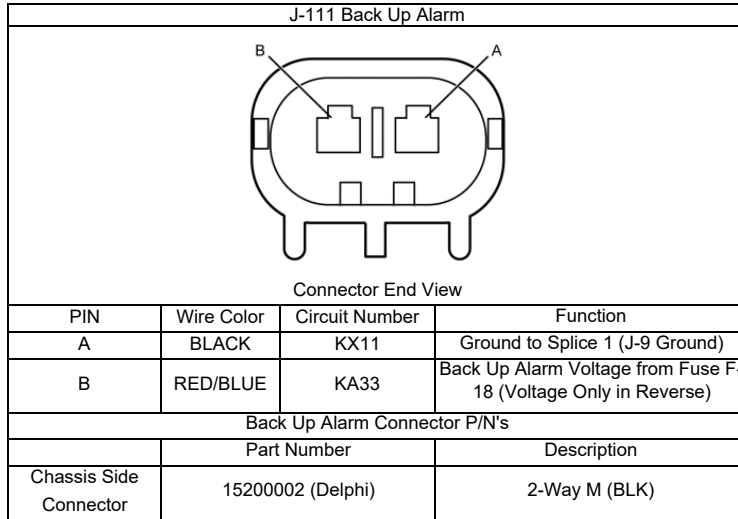 J-111 Back Up Alarm
B
A
Connector End View
PIN Wire Color Circuit Number Function
A BLACK KX11 Ground to Splice 1 (J-9 Ground)
B RED/BLUE KA33 Back Up Alarm Voltage from Fuse F-
18 (Voltage Only in Reverse)
Back Up Alarm Connector P/N's
Part Number Description
Chassis Side
Connector
15200002 (Delphi) 2-Way M (BLK)